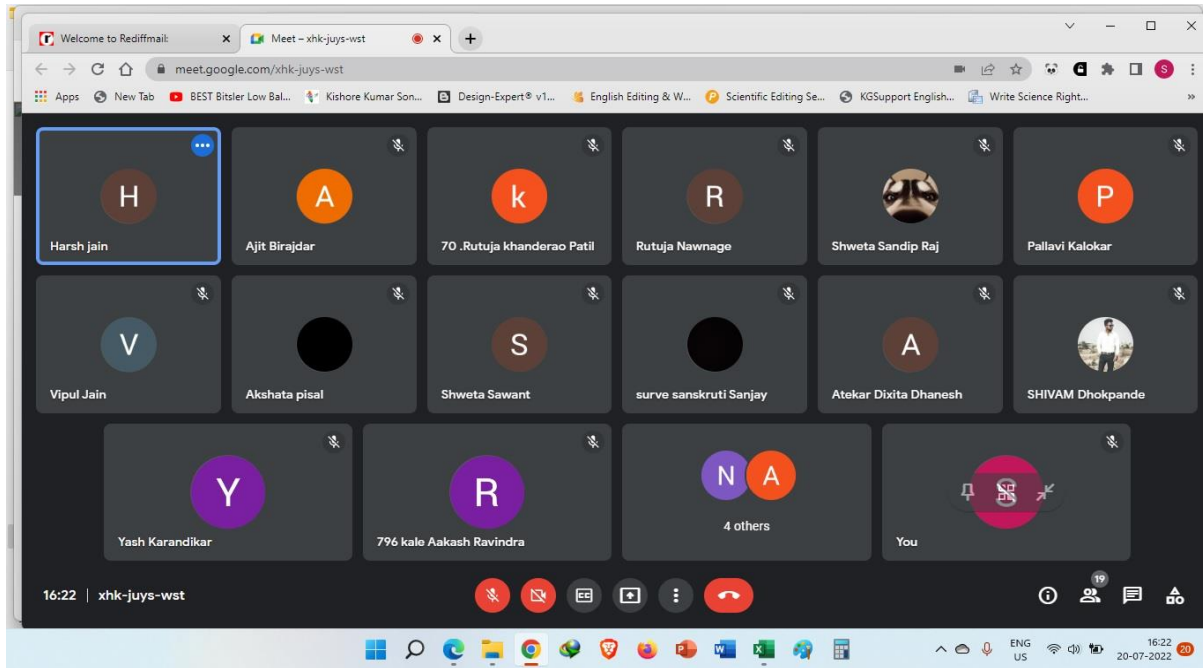 Welcome to Rediffmail:
Meet – xhk-juys-wst
meet.google.com/xhk-juys-wst
S
Apps
New Tab
BEST Bitsler Low Bal...
Kishore Kumar Son...
Design-Expert® v1...
English Editing & W...
Scientific Editing Se...
KGSupport English...
Write Science Right...
»
H
A
k
R
P
Harsh jain
Ajit Birajdar
70 .Rutuja khanderao Patil
Rutuja Nawnage
Shweta Sandip Raj
Pallavi Kalokar
V
S
A
Vipul Jain
Akshata pisal
Shweta Sawant
surve sanskruti Sanjay
Atekar Dixita Dhanesh
SHIVAM Dhokpande
Y
R
N A
S
4 others
Yash Karandikar
796 kale Aakash Ravindra
You
16:22 | xhk-juys-wst
CC
19
ENG
US
16:22
20-07-2022
20